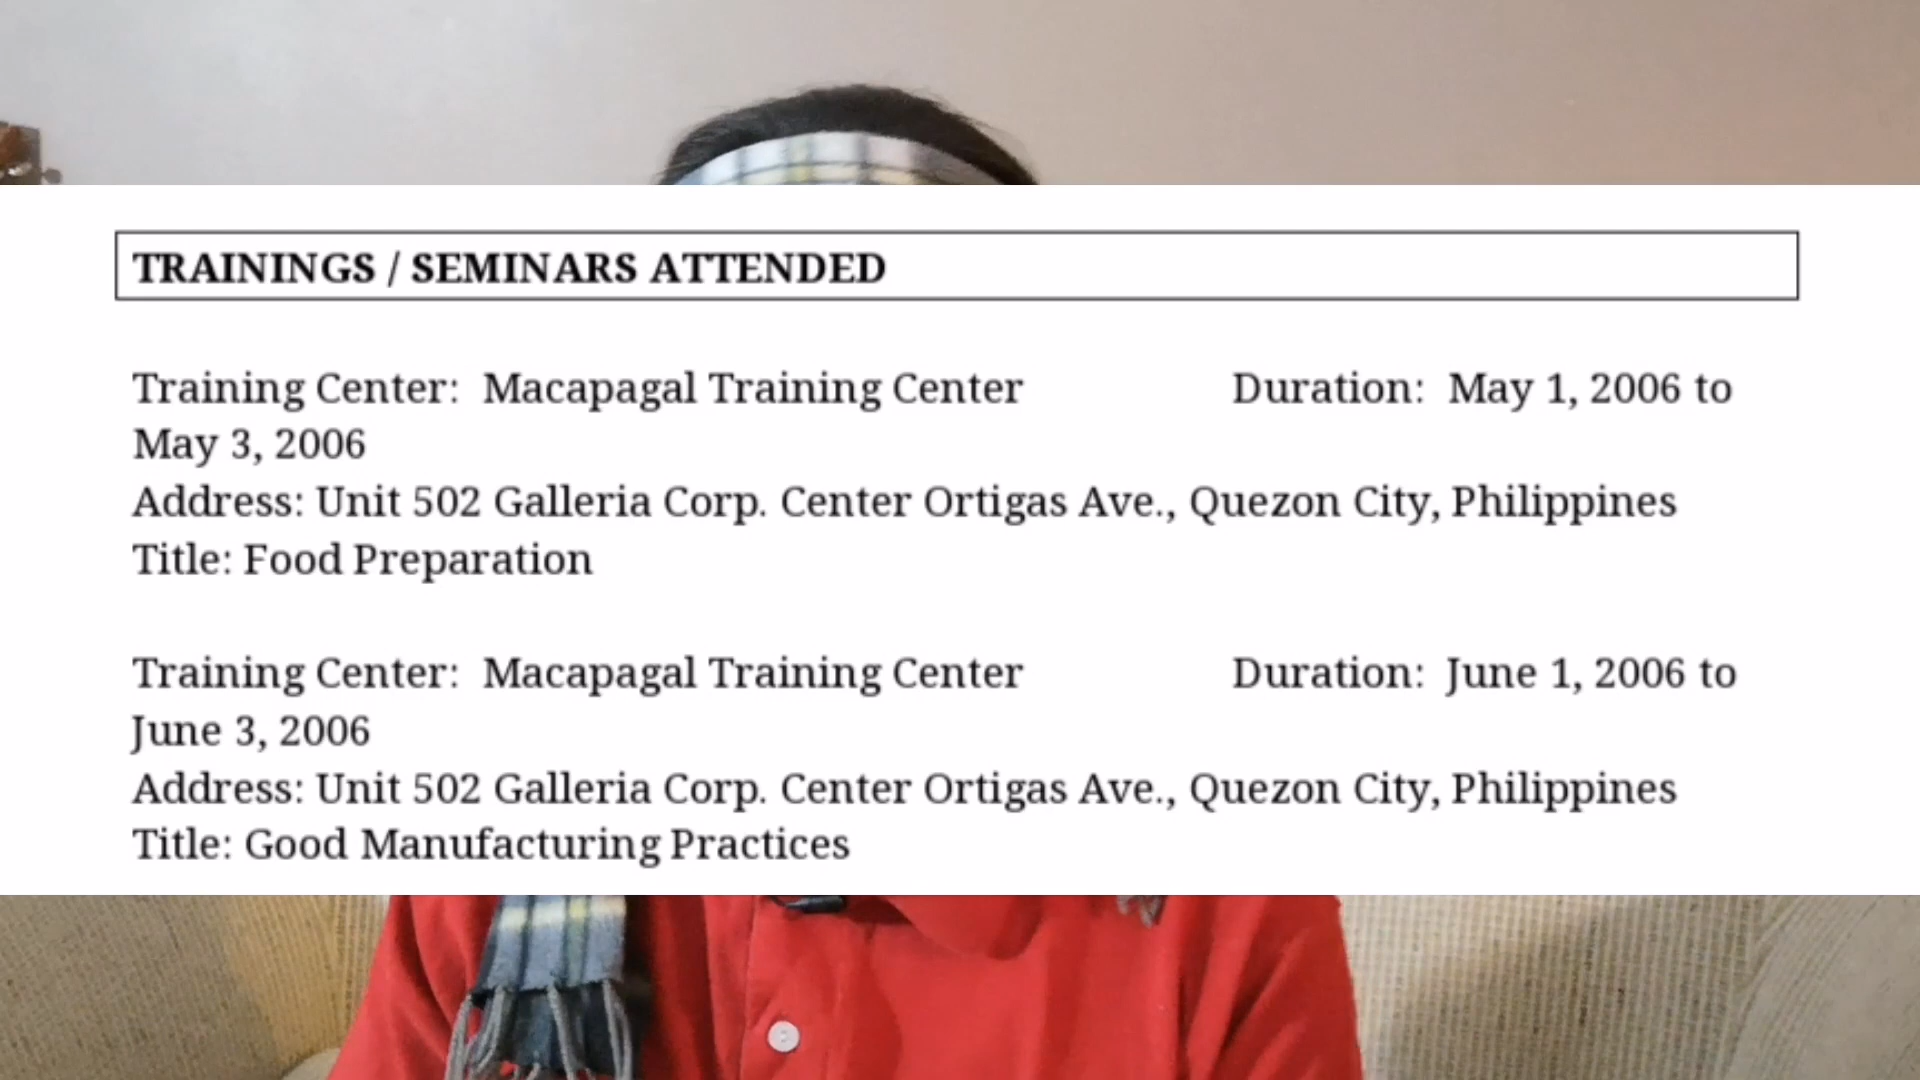 TRAININGS / SEMINARS ATTENDED
Training Center: Macapagal Training Center Duration: May 1, 2006 to
May 3, 2006
Address: Unit 502 Galleria Corp. Center Ortigas Ave., Quezon City, Philippines
Title: Food Preparation
Training Center: Macapagal Training Center Duration: June 1, 2006 to
June 3, 2006
Address: Unit 502 Galleria Corp. Center Ortigas Ave., Quezon City, Philippines
Title: Good Manufacturing Practices